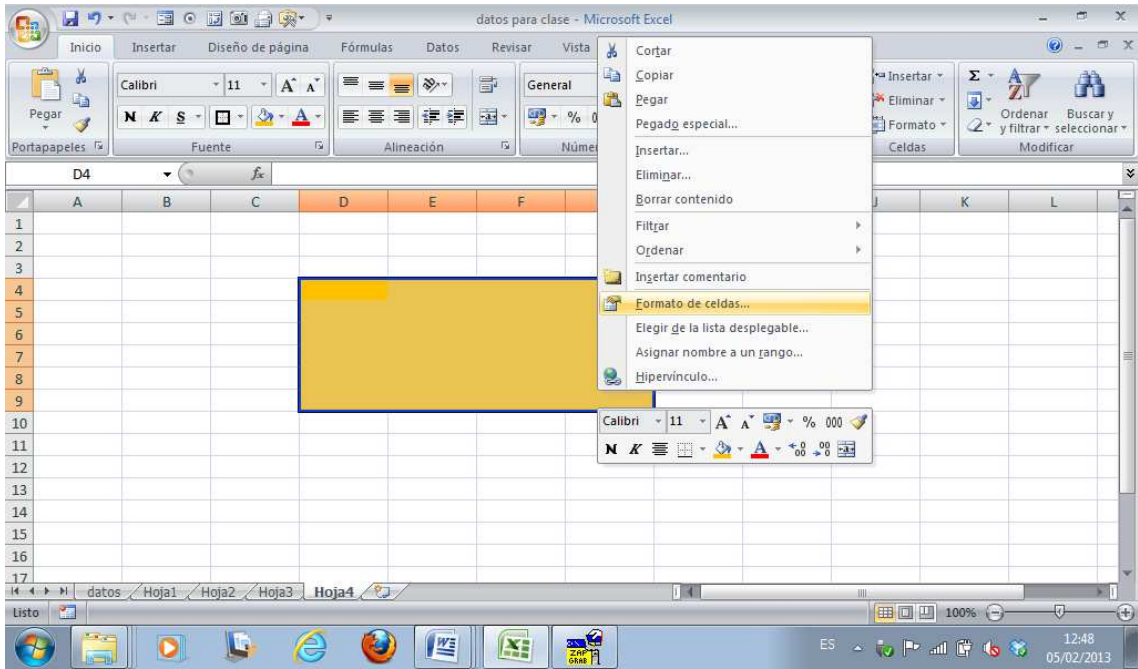 datos para clase - Microsoft Excel
Inicio Insertar Diseño de página Fórmulas Datos Revisar Vista
Pegar
Portapapeles
Calibri 11
N K S A
Fuente
Alineación
General
% 0
Insertar
Eliminar
Formato
Celdas
Σ
Ordenar y filtrar
Buscar y seleccionar
Modificar
D4 fx
A B C D E F J K L
1
2
3
4
5
6
7
8
9
10
11
12
13
14
15
16
17
Cortar
Copiar
Pegar
Pegado especial...
Insertar...
Eliminar...
Borrar contenido
Filtrar
Ordenar
Insertar comentario
Formato de celdas...
Elegir de la lista desplegable...
Asignar nombre a un rango...
Hipervínculo...
Calibri 11 A A % 000
N K A
datos Hoja1 Hoja2 Hoja3 Hoja4
Listo 100%
ZAP GRAB
ES 12:48
05/02/2013